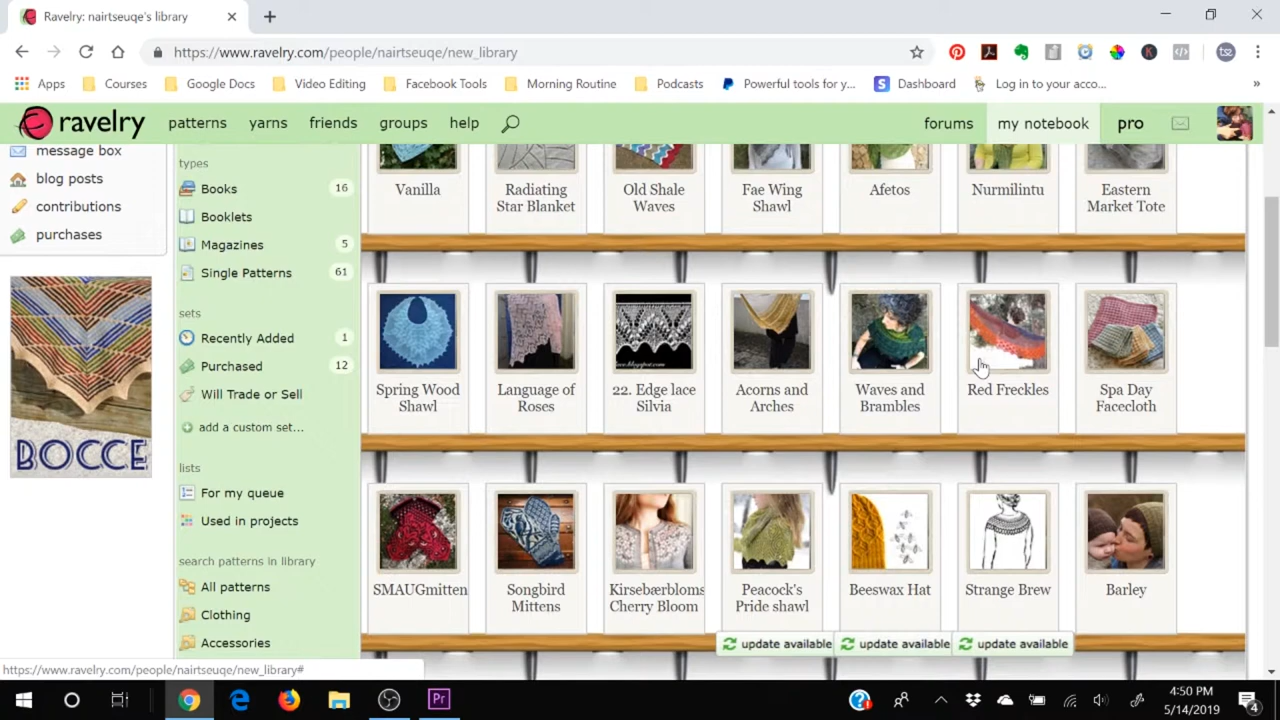 Ravelry: nairtseuqe's library
https://www.ravelry.com/people/nairtseuqe/new_library
Apps Courses Google Docs Video Editing Facebook Tools Morning Routine Podcasts Powerful tools for y... Dashboard Log in to your acco... »
ravelry patterns yarns friends groups help forums my notebook pro
message box
blog posts
contributions
purchases
BOCCE
types
Books 16
Booklets
Magazines 5
Single Patterns 61
sets
Recently Added 1
Purchased 12
Will Trade or Sell
add a custom set...
lists
For my queue
Used in projects
search patterns in library
All patterns
Clothing
Accessories
Vanilla
Radiating
Star Blanket
Old Shale
Waves
Fae Wing
Shawl
Afetos
Nurmilintu
Eastern
Market Tote
Spring Wood
Shawl
Language of
Roses
22. Edge lace
Silvia
Acorns and
Arches
Waves and
Brambles
Red Freckles
Spa Day
Facecloth
SMAUGmitten
Songbird
Mittens
Kirsebærbloms
Cherry Bloom
Peacock's
Pride shawl
Beeswax Hat
Strange Brew
Barley
update available
update available
update available
https://www.ravelry.com/people/nairtseuqe/new_library#
Pr
4:50 PM
5/14/2019
4